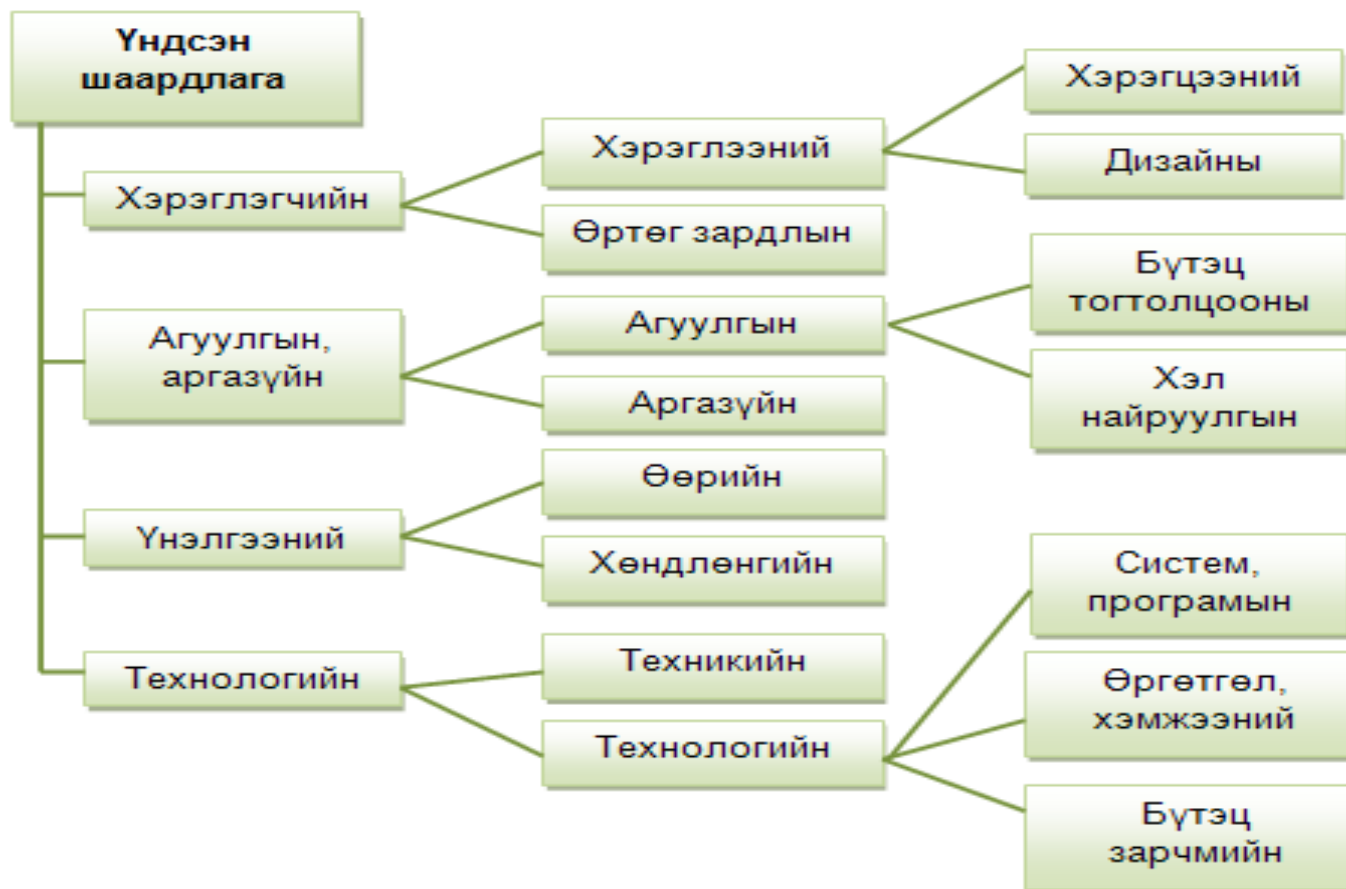 Үндсэн
шаардлага
Хэрэглэгчийн
Хэрэглээний
Хэрэгцээний
Дизайны
Өртөг зардлын
Агуулгын,
аргазүйн
Агуулгын
Бүтэц
тогтолцооны
Хэл
найруулгын
Аргазүйн
Үнэлгээний
Өөрийн
Хөндлөнгийн
Технологийн
Техникийн
Технологийн
Систем,
програмын
Өргөтгөл,
хэмжээний
Бүтэц
зарчмийн